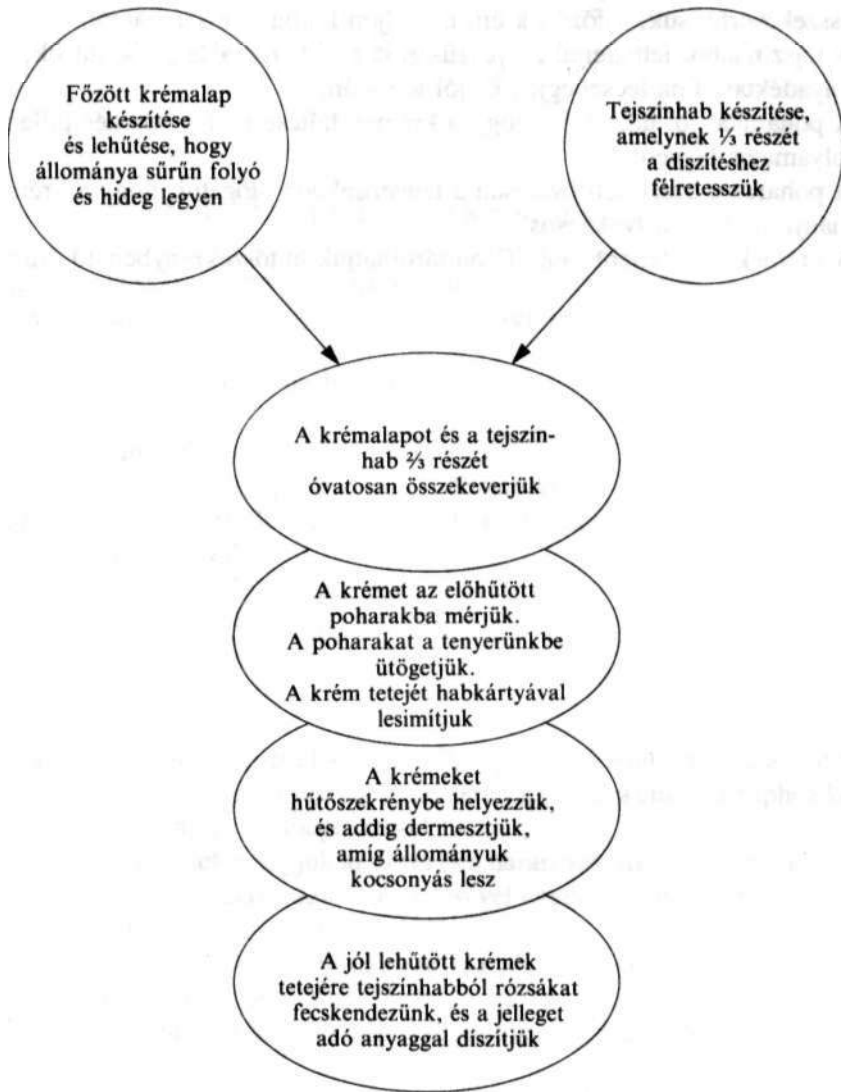 Főzött krémalap
készítése
és lehűtése, hogy
állománya sűrűn folyó
és hideg legyen
Tejszínhab készítése,
amelynek ⅓ részét
a díszítéshez
félretesszük
A krémalapot és a tejszín-
hab ⅔ részét
óvatosan összekeverjük
A krémet az előhűtött
poharakba mérjük.
A poharakat a tenyerünkbe
ütögetjük.
A krém tetejét habkártyával
lesimítjuk
A krémeket
hűtőszekrénybe helyezzük,
és addig dermesztjük,
amíg állományuk
kocsonyás lesz
A jól lehűtött krémek
tetejére tejszínhabból rózsákat
fecskendezünk, és a jelleget
adó anyaggal díszítjük